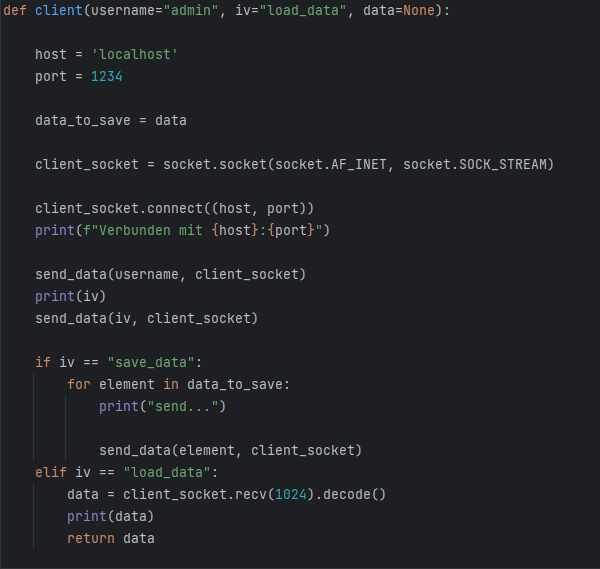 def client(username="admin", iv="load_data", data=None):
host = 'localhost'
port = 1234
data_to_save = data
client_socket = socket.socket(socket.AF_INET, socket.SOCK_STREAM)
client_socket.connect((host, port))
print(f"Verbunden mit {host}:{port}")
send_data(username, client_socket)
print(iv)
send_data(iv, client_socket)
if iv == "save_data":
for element in data_to_save:
print("send...")
send_data(element, client_socket)
elif iv == "load_data":
data = client_socket.recv(1024).decode()
print(data)
return data